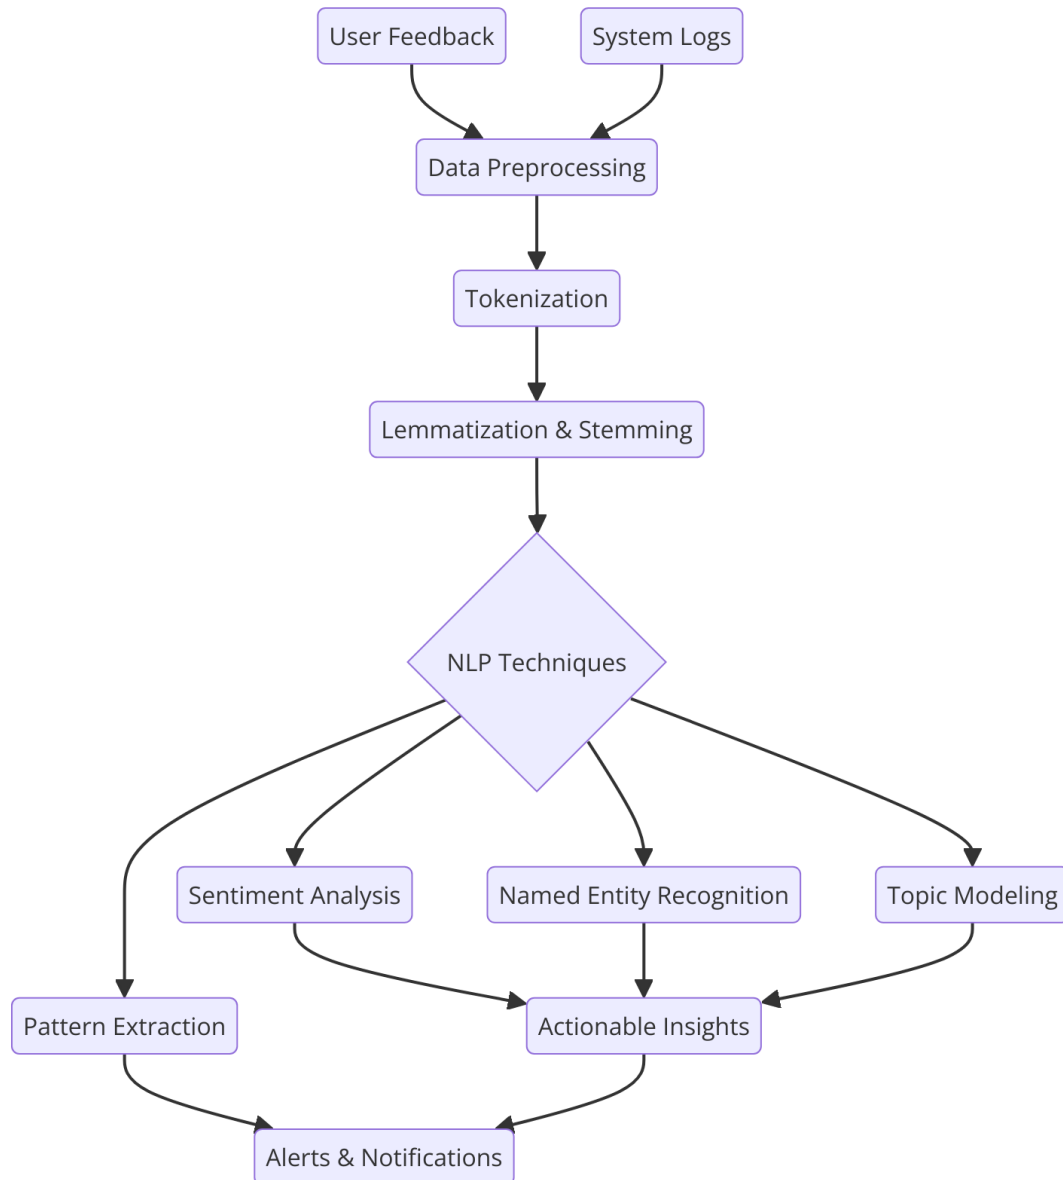 User Feedback
System Logs
Data Preprocessing
Tokenization
Lemmatization & Stemming
NLP Techniques
Sentiment Analysis
Named Entity Recognition
Topic Modeling
Pattern Extraction
Actionable Insights
Alerts & Notifications